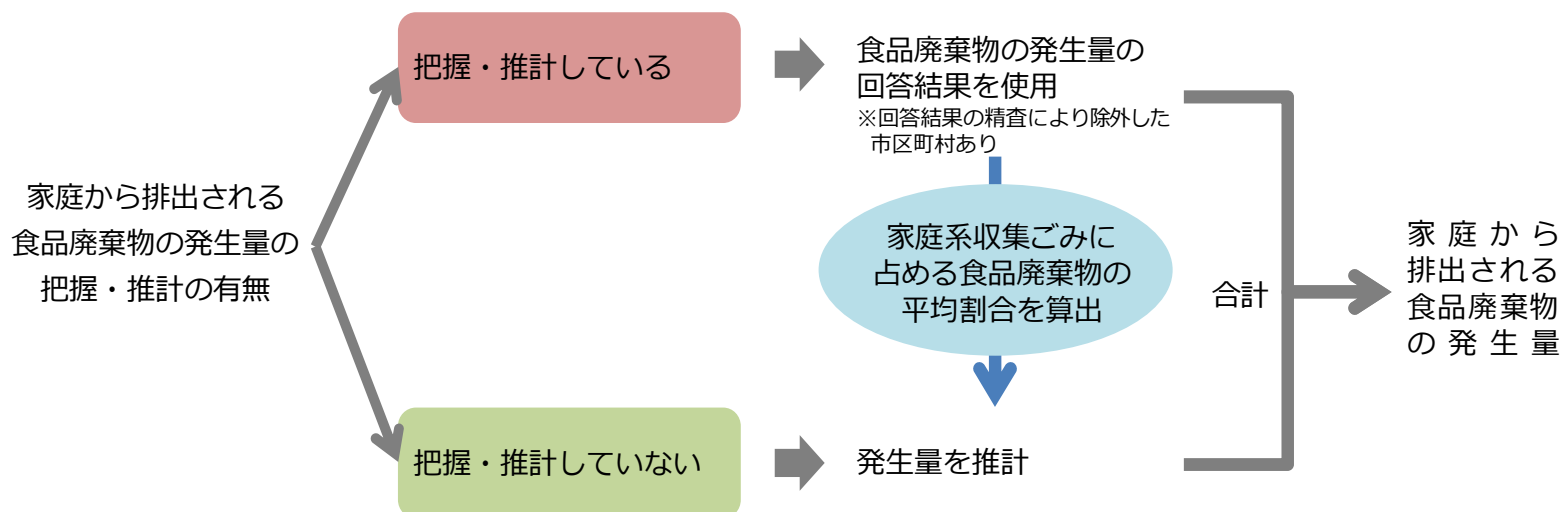 家庭から排出される
食品廃棄物の発生量の
把握・推計の有無
把握・推計している
食品廃棄物の発生量の
回答結果を使用
※回答結果の精査により除外した
市区町村あり
家庭系収集ごみに
占める食品廃棄物の
平均割合を算出
把握・推計していない
発生量を推計
合計
家庭から
排出される
食品廃棄物
の発生量